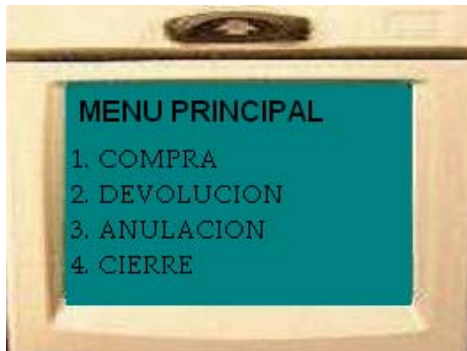 MENU PRINCIPAL
1. COMPRA
2. DEVOLUCION
3. ANULACION
4. CIERRE